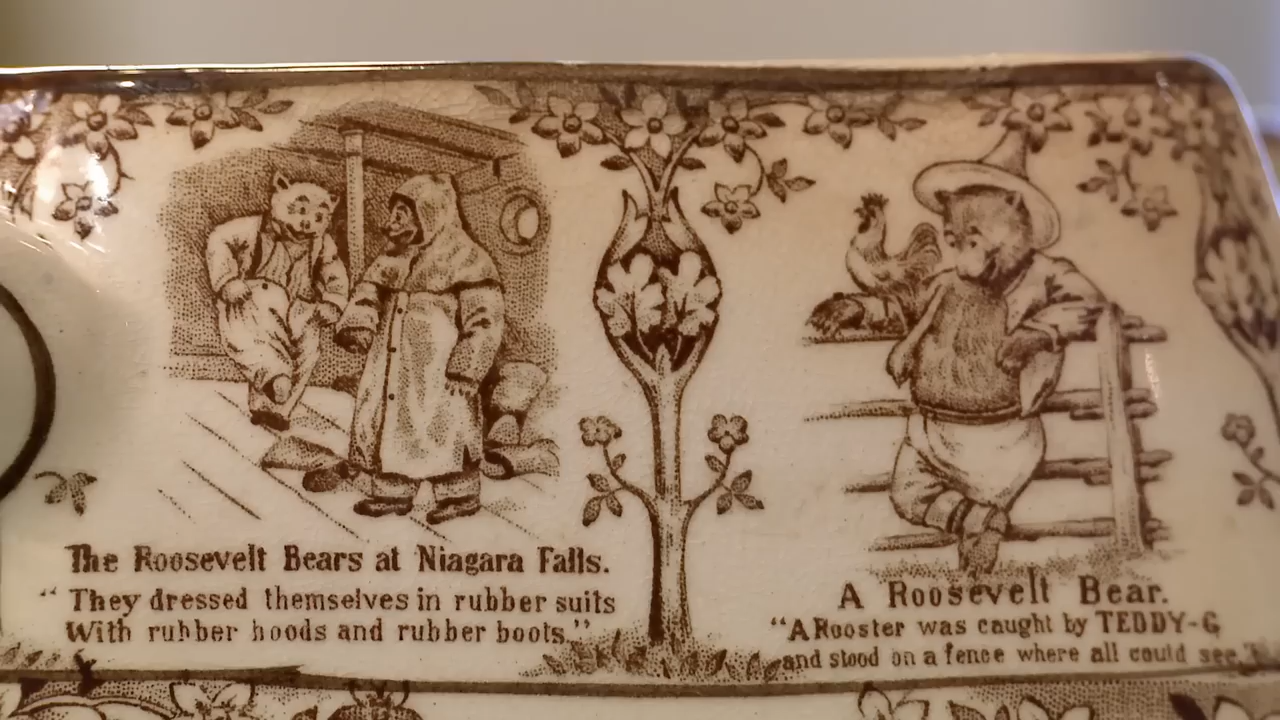 The Roosevelt Bears at Niagara Falls.
"They dressed themselves in rubber suits
With rubber hoods and rubber boots."
A Roosevelt Bear.
"A Rooster was caught by TEDDY-G
and stood on a fence where all could see."